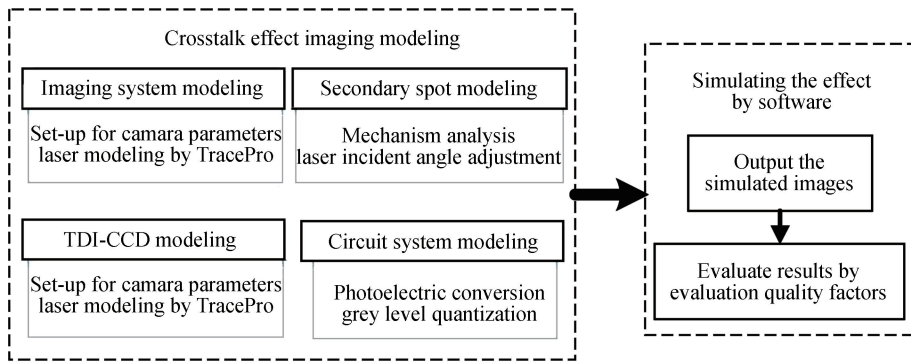 Crosstalk effect imaging modeling
Imaging system modeling
Set-up for camara parameters
laser modeling by TracePro
Secondary spot modeling
Mechanism analysis
laser incident angle adjustment
TDI-CCD modeling
Set-up for camara parameters
laser modeling by TracePro
Circuit system modeling
Photoelectric conversion
grey level quantization
Simulating the effect
by software
Output the
simulated images
Evaluate results by
evaluation quality factors